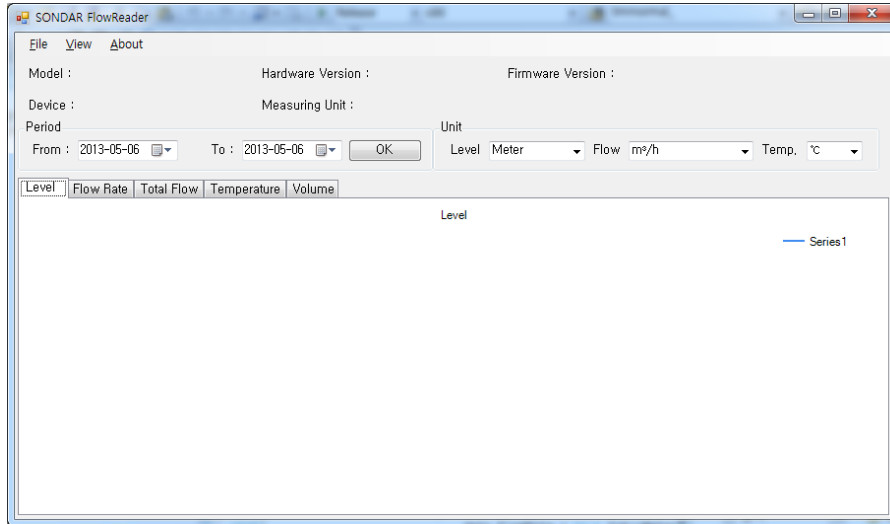 SONDAR FlowReader
File View About
Model : Hardware Version : Firmware Version :
Device : Measuring Unit :
Period Unit
From : 2013-05-06 To : 2013-05-06 OK Level Meter Flow m³/h Temp. ℃
Level Flow Rate Total Flow Temperature Volume
Level
Series1